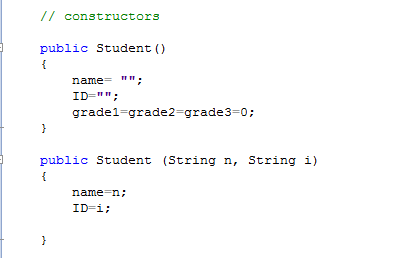 // constructors
public Student()
{
name= "";
ID="";
grade1=grade2=grade3=0;
}
public Student (String n, String i)
{
name=n;
ID=i;
}